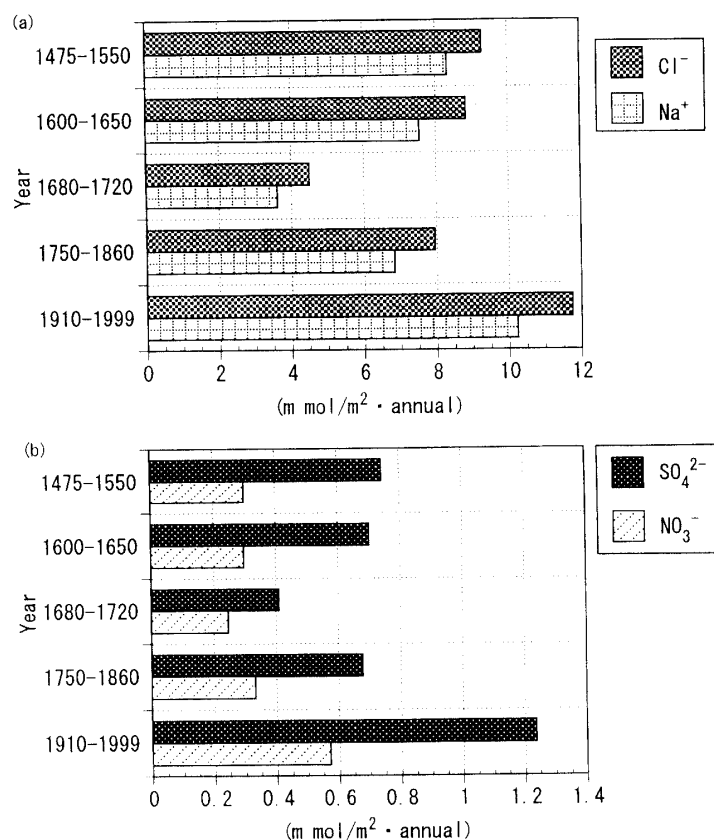 (a)
1475-1550
1600-1650
1680-1720
1750-1860
1910-1999
Year
0 2 4 6 8 10 12
(m mol/m² · annual)
Cl⁻
Na⁺
(b)
1475-1550
1600-1650
1680-1720
1750-1860
1910-1999
Year
0 0.2 0.4 0.6 0.8 1 1.2 1.4
(m mol/m² · annual)
SO₄²⁻
NO₃⁻